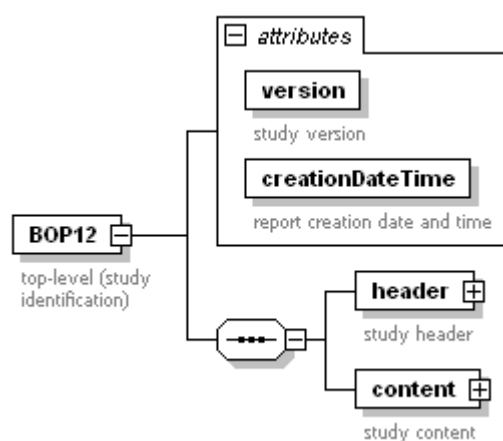 attributes
version
study version
creationDateTime
report creation date and time
BOP12
top-level (study
identification)
header
study header
content
study content